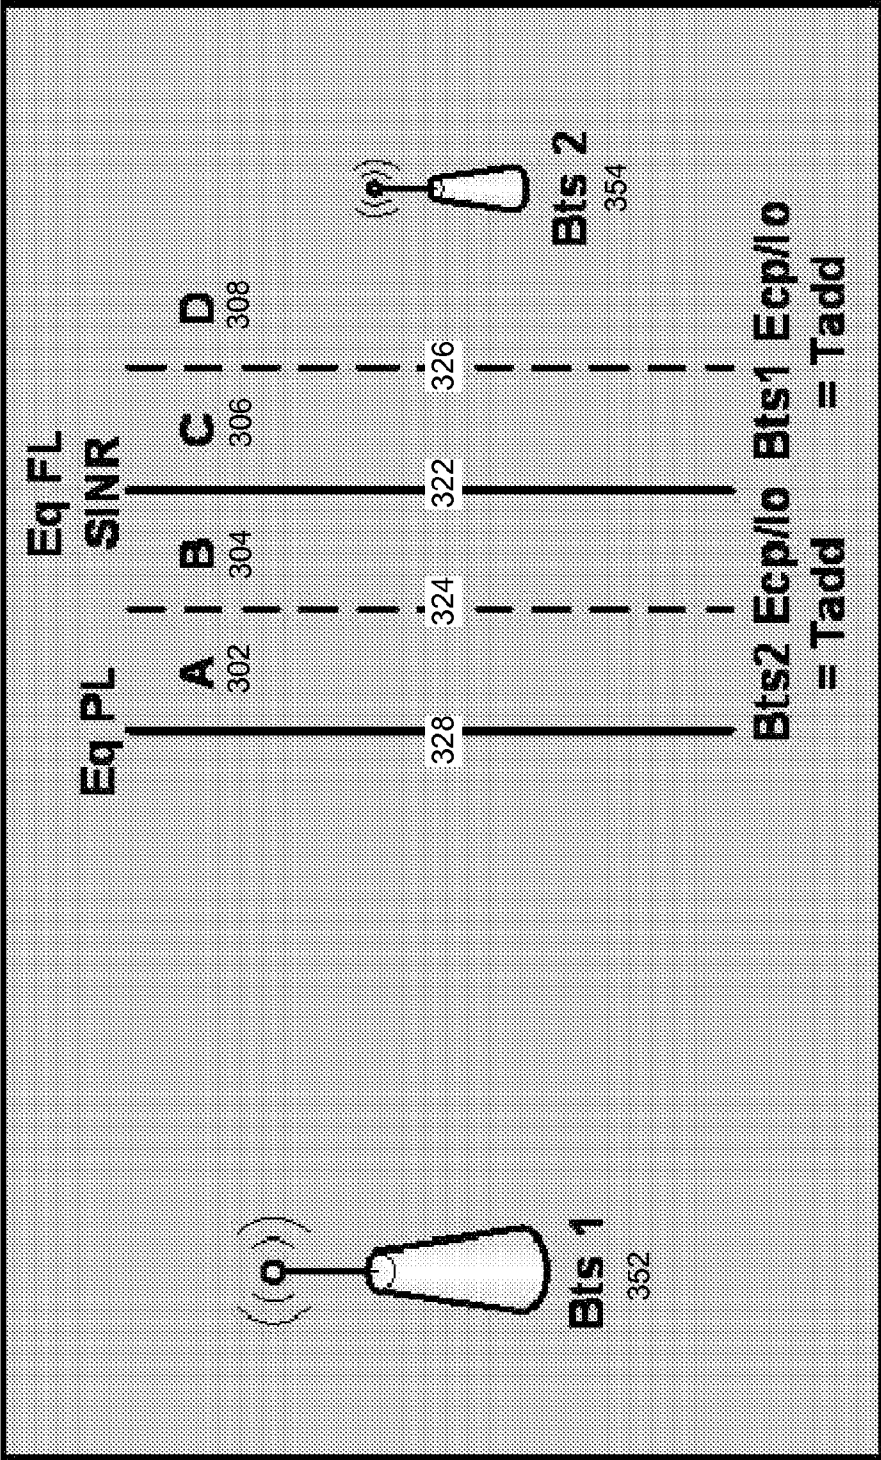 Eq PL
Eq FL
SINR
A
302
B
304
C
306
D
308
328
324
322
326
Bts 1
352
Bts 2
354
Bts2 Ecp/Io
= Tadd
Bts1 Ecp/Io
= Tadd